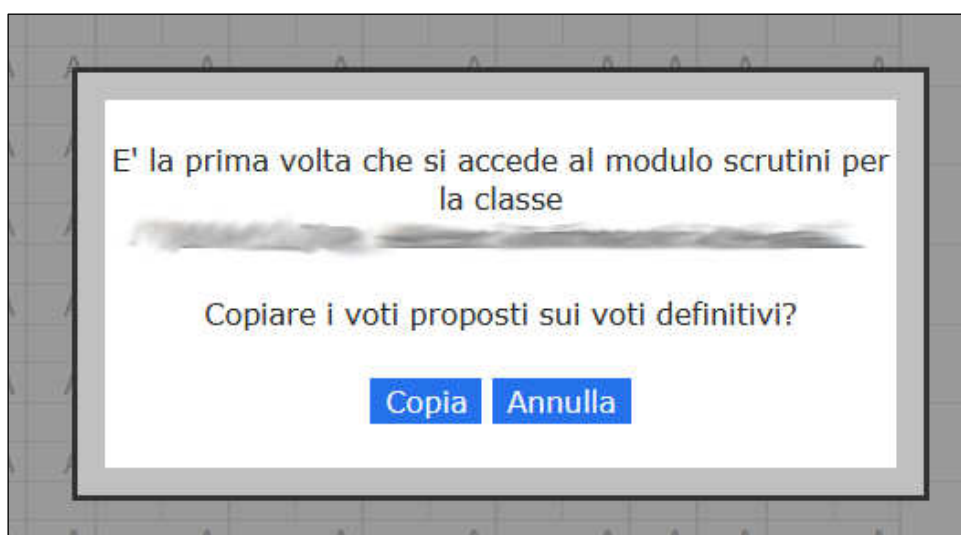 E' la prima volta che si accede al modulo scrutini per
la classe
Copiare i voti proposti sui voti definitivi?
Copia Annulla